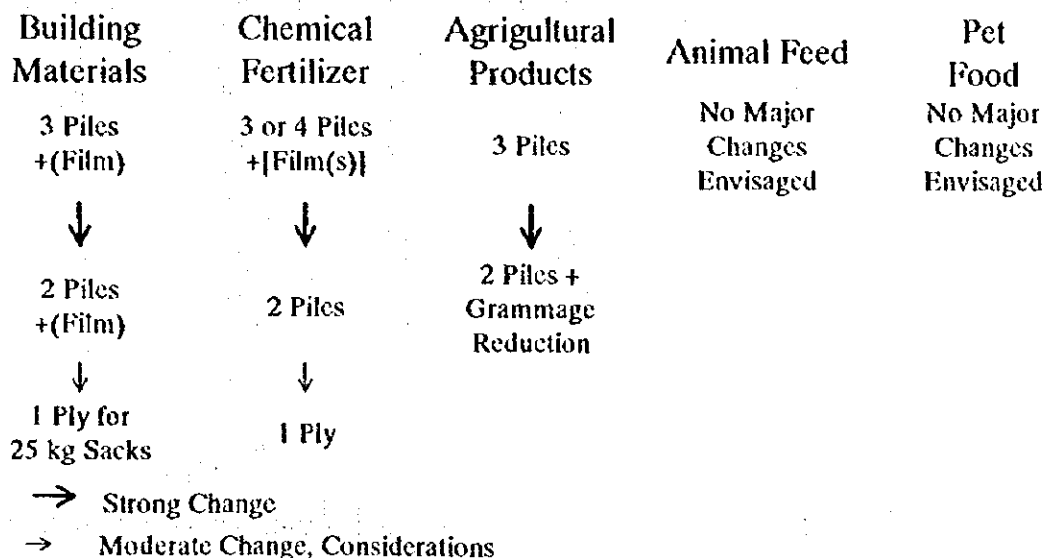 Building
Materials
3 Piles
+(Film)
2 Piles
+(Film)
1 Ply for
25 kg Sacks
Chemical
Fertilizer
3 or 4 Piles
+[Film(s)]
2 Piles
1 Ply
Agrigultural
Products
3 Piles
2 Piles +
Grammage
Reduction
Animal Feed
No Major
Changes
Envisaged
Pet
Food
No Major
Changes
Envisaged
→ Strong Change
→ Moderate Change, Considerations